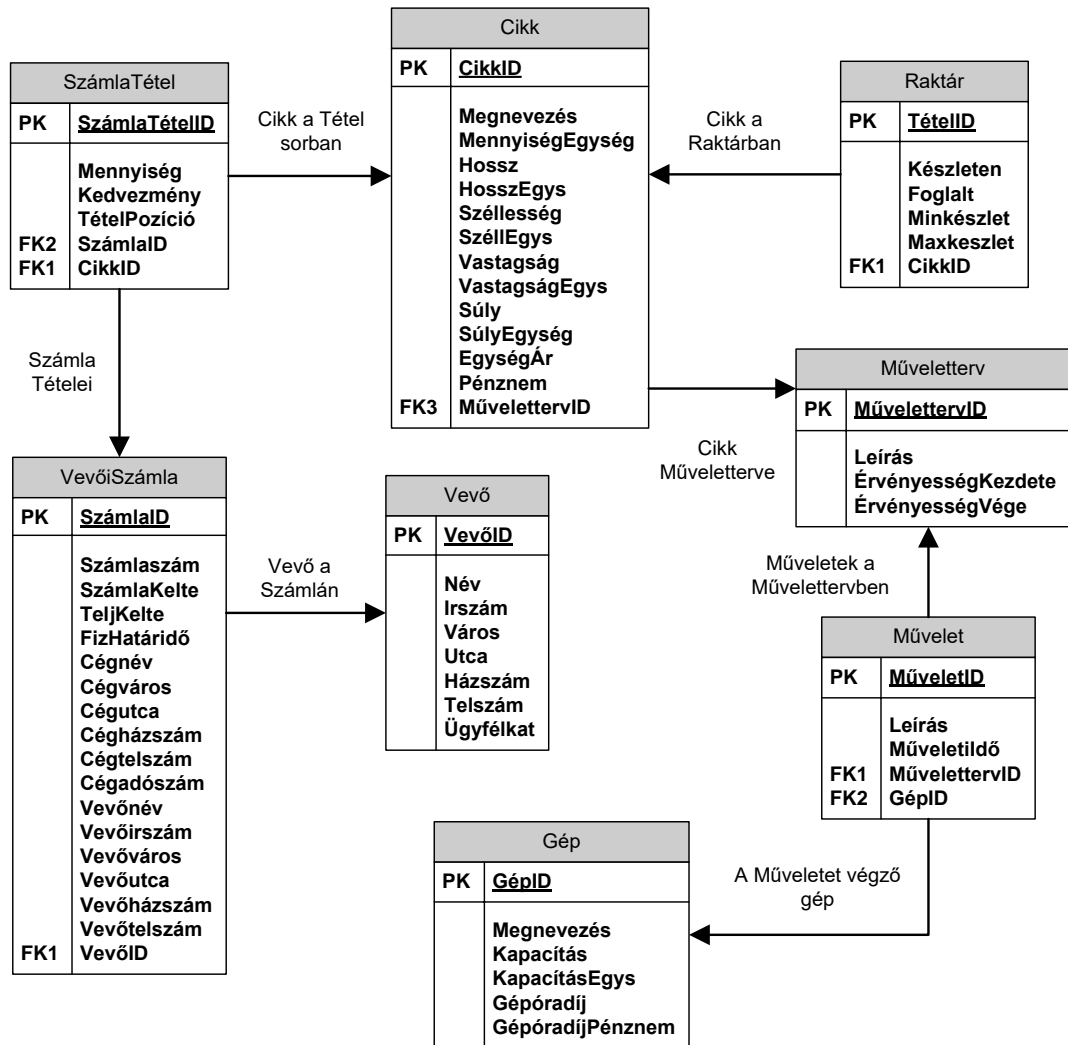 SzámlaTétel
PK SzámlaTételID
Mennyiség
Kedvezmény
TételPozíció
FK2 SzámlaID
FK1 CikkID
Cikk a Tétel
sorban
Cikk
PK CikkID
Megnevezés
MennyiségEgység
Hossz
HosszEgys
Széllesség
SzéllEgys
Vastagság
VastagságEgys
Súly
SúlyEgység
EgységÁr
Pénznem
FK3 MűvelettervID
Cikk a
Raktárban
Raktár
PK TételID
Készleten
Foglalt
Minkészlet
Maxkeszlet
FK1 CikkID
Számla
Tételei
Cikk
Műveletterve
Műveletterv
PK MűvelettervID
Leírás
ÉrvényességKezdete
ÉrvényességVége
VevőiSzámla
PK SzámlaID
Számlaszám
SzámlaKelte
TeljKelte
FizHatáridő
Cégnév
Cégváros
Cégutca
Cégházszám
Cégtelszám
Cégadószám
Vevőnév
Vevőirszám
Vevőváros
Vevőutca
Vevőházszám
Vevőtelszám
FK1 VevőID
Vevő a
Számlán
Vevő
PK VevőID
Név
Irszám
Város
Utca
Házszám
Telszám
Ügyfélkat
Műveletek a
Művelettervben
Művelet
PK MűveletID
Leírás
MűveletiIdő
FK1 MűvelettervID
FK2 GépID
A Műveletet végző
gép
Gép
PK GépID
Megnevezés
Kapacítás
KapacításEgys
Gépóradíj
GépóradíjPénznem